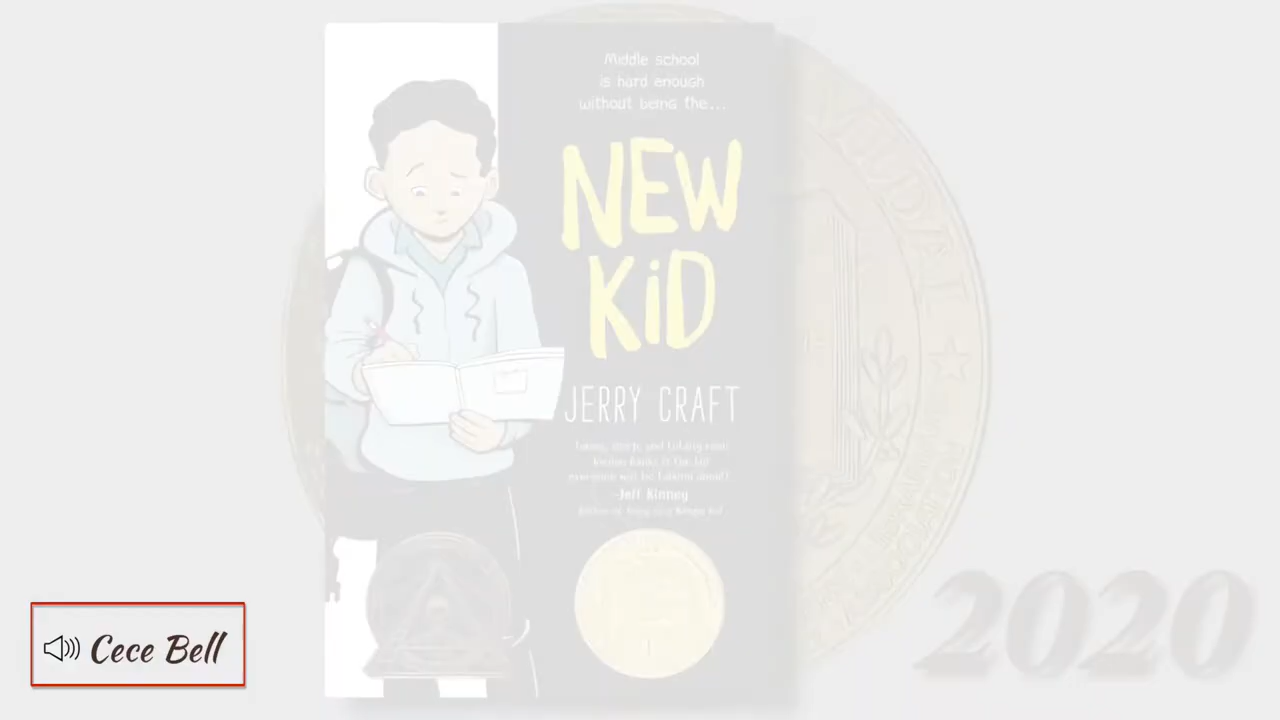 Middle school
is hard enough
without being the...
NEW
KiD
JERRY CRAFT
-Jeff Kinney
2020
Cece Bell